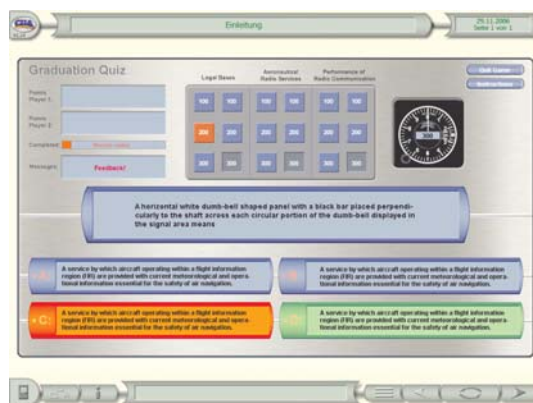 Einleitung
29.11.2006
Seite 1 von 1
Graduation Quiz
Legal Bases
Aeronautical
Radio Services
Performance of
Radio Communication
Quit Game
Instructions
Points
Player 1:
Points
Player 2:
Completed:
Messages:
Feedback!
100 100 100 100 100 100
200 200 200 200 200 200
300 300 300 300 300 300
300
A horizontal white dumb-bell shaped panel with a black bar placed perpendi-
cularly to the shaft across each circular portion of the dumb-bell displayed in
the signal area means
A service by which aircraft operating within a flight information
region (FIR) are provided with current meteorological and opera-
tional information essential for the safety of air navigation.
A service by which aircraft operating within a flight information
region (FIR) are provided with current meteorological and opera-
tional information essential for the safety of air navigation.
C:
A service by which aircraft operating within a flight information
region (FIR) are provided with current meteorological and opera-
tional information essential for the safety of air navigation.
A service by which aircraft operating within a flight information
region (FIR) are provided with current meteorological and opera-
tional information essential for the safety of air navigation.